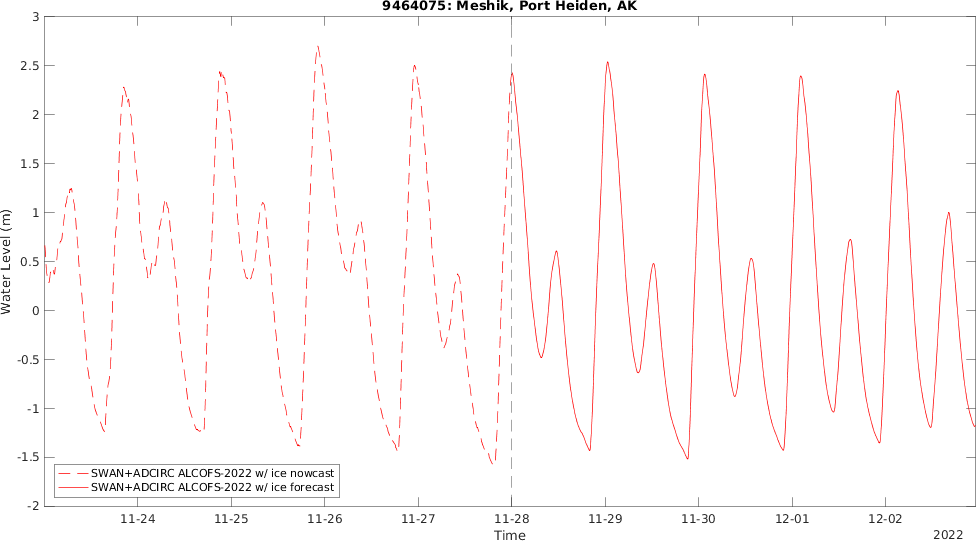 9464075: Meshik, Port Heiden, AK
3
2.5
2
1.5
1
0.5
0
-0.5
-1
-1.5
-2
Water Level (m)
SWAN+ADCIRC ALCOFS-2022 w/ ice nowcast
SWAN+ADCIRC ALCOFS-2022 w/ ice forecast
11-24 11-25 11-26 11-27 11-28 11-29 11-30 12-01 12-02
Time
2022